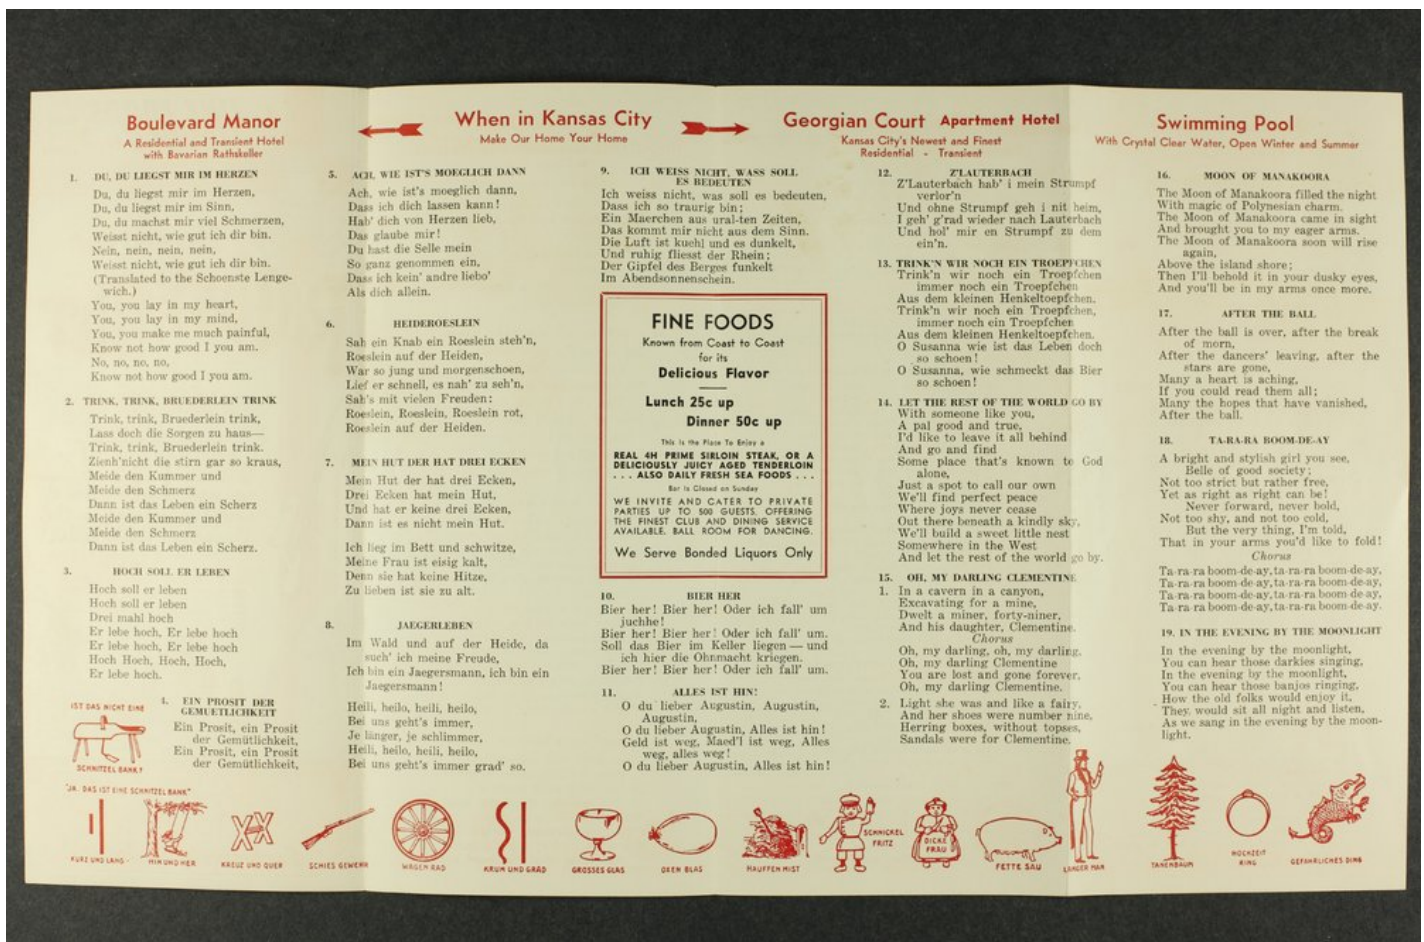 Boulevard Manor
A Residential and Transient Hotel
with Bavarian Rathskeller
When in Kansas City
Make Our Home Your Home
Georgian Court Apartment Hotel
Kansas City's Newest and Finest
Residential - Transient
Swimming Pool
With Crystal Clear Water, Open Winter and Summer
1. DU, DU LIEGST MIR IM HERZEN
Du, du liegst mir im Herzen,
Du, du liegst mir im Sinn,
Du, du machst mir viel Schmerzen,
Weisst nicht, wie gut ich dir bin.
Nein, nein, nein, nein,
Weisst nicht, wie gut ich dir bin.
(Translated to the Schoenste Lenge-
wich.)
You, you lay in my heart,
You, you lay in my mind,
You, you make me much painful,
Know not how good I you am.
No, no, no, no,
Know not how good I you am.
2. TRINK, TRINK, BRUEDERLEIN TRINK
Trink, trink, Bruederlein trink,
Lass doch die Sorgen zu haus—
Trink, trink, Bruederlein trink.
Zienh'nicht die stirn gar so kraus,
Meide den Kummer und
Meide den Schmerz
Dann ist das Leben ein Scherz
Meide den Kummer und
Meide den Schmerz
Dann ist das Leben ein Scherz.
3. HOCH SOLL ER LEBEN
Hoch soll er leben
Hoch soll er leben
Drei mahl hoch
Er lebe hoch, Er lebe hoch
Er lebe hoch, Er lebe hoch
Hoch Hoch, Hoch, Hoch,
Er lebe hoch.
4. EIN PROSIT DER
GEMUETLICHKEIT
Ein Prosit, ein Prosit
der Gemütlichkeit,
Ein Prosit, ein Prosit
der Gemütlichkeit,
5. ACH, WIE IST'S MOEGLICH DANN
Ach, wie ist's moeglich dann,
Dass ich dich lassen kann!
Hab' dich von Herzen lieb,
Das glaube mir!
Du hast die Selle mein
So ganz genommen ein,
Dass ich kein' andre liebo'
Als dich allein.
6. HEIDEROESLEIN
Sah ein Knab ein Roeslein steh'n,
Roeslein auf der Heiden,
War so jung und morgenschoen,
Lief er schnell, es nah' zu seh'n,
Sah's mit vielen Freuden:
Roeslein, Roeslein, Roeslein rot,
Roeslein auf der Heiden.
7. MEIN HUT DER HAT DREI ECKEN
Mein Hut der hat drei Ecken,
Drei Ecken hat mein Hut,
Und hat er keine drei Ecken,
Dann ist es nicht mein Hut.
Ich lieg im Bett und schwitze,
Meine Frau ist eisig kalt,
Denn sie hat keine Hitze,
Zu lieben ist sie zu alt.
8. JAEGERLEBEN
Im Wald und auf der Heide, da
such' ich meine Freude,
Ich bin ein Jaegersmann, ich bin ein
Jaegersmann!
Heili, heilo, heili, heilo,
Bei uns geht's immer,
Je länger, je schlimmer,
Heili, heilo, heili, heilo,
Bei uns geht's immer grad' so.
9. ICH WEISS NICHT, WASS SOLL
ES BEDEUTEN
Ich weiss nicht, was soll es bedeuten,
Dass ich so traurig bin;
Ein Maerchen aus ural-ten Zeiten,
Das kommt mir nicht aus dem Sinn.
Die Luft ist kuehl und es dunkelt,
Und ruhig fliesst der Rhein;
Der Gipfel des Berges funkelt
Im Abendsonnenschein.
FINE FOODS
Known from Coast to Coast
for its
Delicious Flavor
Lunch 25c up
Dinner 50c up
This Is the Place To Enjoy a
REAL 4H PRIME SIRLOIN STEAK, OR A
DELICIOUSLY JUICY AGED TENDERLOIN
. . . ALSO DAILY FRESH SEA FOODS . . .
Bar Is Closed on Sunday
WE INVITE AND CATER TO PRIVATE
PARTIES UP TO 500 GUESTS. OFFERING
THE FINEST CLUB AND DINING SERVICE
AVAILABLE. BALL ROOM FOR DANCING.
We Serve Bonded Liquors Only
10. BIER HER
Bier her! Bier her! Oder ich fall' um
juchhe!
Bier her! Bier her! Oder ich fall' um.
Soll das Bier im Keller liegen — und
ich hier die Ohnmacht kriegen.
Bier her! Bier her! Oder ich fall' um.
11. ALLES IST HIN!
O du lieber Augustin, Augustin,
Augustin,
O du lieber Augustin, Alles ist hin!
Geld ist weg, Maed'l ist weg, Alles
weg, alles weg!
O du lieber Augustin, Alles ist hin!
12. Z'LAUTERBACH
Z'Lauterbach hab' i mein Strumpf
verlor'n
Und ohne Strumpf geh i nit heim,
I geh' g'rad wieder nach Lauterbach
Und hol' mir en Strumpf zu dem
ein'n.
13. TRINK'N WIR NOCH EIN TROEPFCHEN
Trink'n wir noch ein Troepfchen
immer noch ein Troepfchen
Aus dem kleinen Henkeltoepfchen.
Trink'n wir noch ein Troepfchen,
immer noch ein Troepfchen
Aus dem kleinen Henkeltoepfchen.
O Susanna wie ist das Leben doch
so schoen!
O Susanna, wie schmeckt das Bier
so schoen!
14. LET THE REST OF THE WORLD GO BY
With someone like you,
A pal good and true,
I'd like to leave it all behind
And go and find
Some place that's known to God
alone,
Just a spot to call our own
We'll find perfect peace
Where joys never cease
Out there beneath a kindly sky,
We'll build a sweet little nest
Somewhere in the West
And let the rest of the world go by.
15. OH, MY DARLING CLEMENTINE
1. In a cavern in a canyon,
Excavating for a mine,
Dwelt a miner, forty-niner,
And his daughter, Clementine.
Chorus
Oh, my darling, oh, my darling,
Oh, my darling Clementine
You are lost and gone forever,
Oh, my darling Clementine.
2. Light she was and like a fairy,
And her shoes were number nine,
Herring boxes, without topses,
Sandals were for Clementine.
16. MOON OF MANAKOORA
The Moon of Manakoora filled the night
With magic of Polynesian charm.
The Moon of Manakoora came in sight
And brought you to my eager arms.
The Moon of Manakoora soon will rise
again,
Above the island shore;
Then I'll behold it in your dusky eyes,
And you'll be in my arms once more.
17. AFTER THE BALL
After the ball is over, after the break
of morn,
After the dancers' leaving, after the
stars are gone,
Many a heart is aching,
If you could read them all;
Many the hopes that have vanished,
After the ball.
18. TA-RA-RA BOOM-DE-AY
A bright and stylish girl you see,
Belle of good society;
Not too strict but rather free,
Yet as right as right can be!
Never forward, never bold,
Not too shy, and not too cold,
But the very thing, I'm told,
That in your arms you'd like to fold!
Chorus
Ta-ra-ra boom-de-ay, ta-ra-ra boom-de-ay,
Ta-ra-ra boom-de-ay, ta-ra-ra boom-de-ay,
Ta-ra-ra boom-de-ay, ta-ra-ra boom-de-ay,
Ta-ra-ra boom-de-ay, ta-ra-ra boom-de-ay.
19. IN THE EVENING BY THE MOONLIGHT
In the evening by the moonlight,
You can hear those darkies singing,
In the evening by the moonlight,
You can hear those banjos ringing,
How the old folks would enjoy it,
They would sit all night and listen,
As we sang in the evening by the moon-
light.
IST DAS NICHT EINE
SCHNITZEL BANK?
"JA, DAS IST EINE SCHNITZEL BANK"
KURZ UND LANG
HIN UND HER
KREUZ UND QUER
SCHIES GEWEHR
WAGEN RAD
KRUM UND GRAD
GROSSES GLAS
OXEN BLAS
HAUFFEN MIST
SCHNICKEL
FRITZ
DICKE
FRAU
FETTE SAU
LANGER MAN
TANENBAUM
HOCHZEIT
RING
GEFÄHRLICHES DING